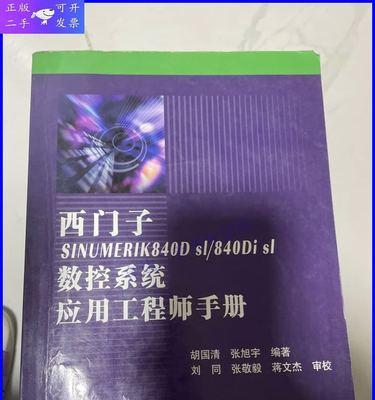 正版 可开
二手 发票
西门子
SINUMERIK840D sl/840Di sl
数控系统
应用工程师手册
胡国清 张旭宇 编著
刘同 张敬毅 蒋文杰 审校